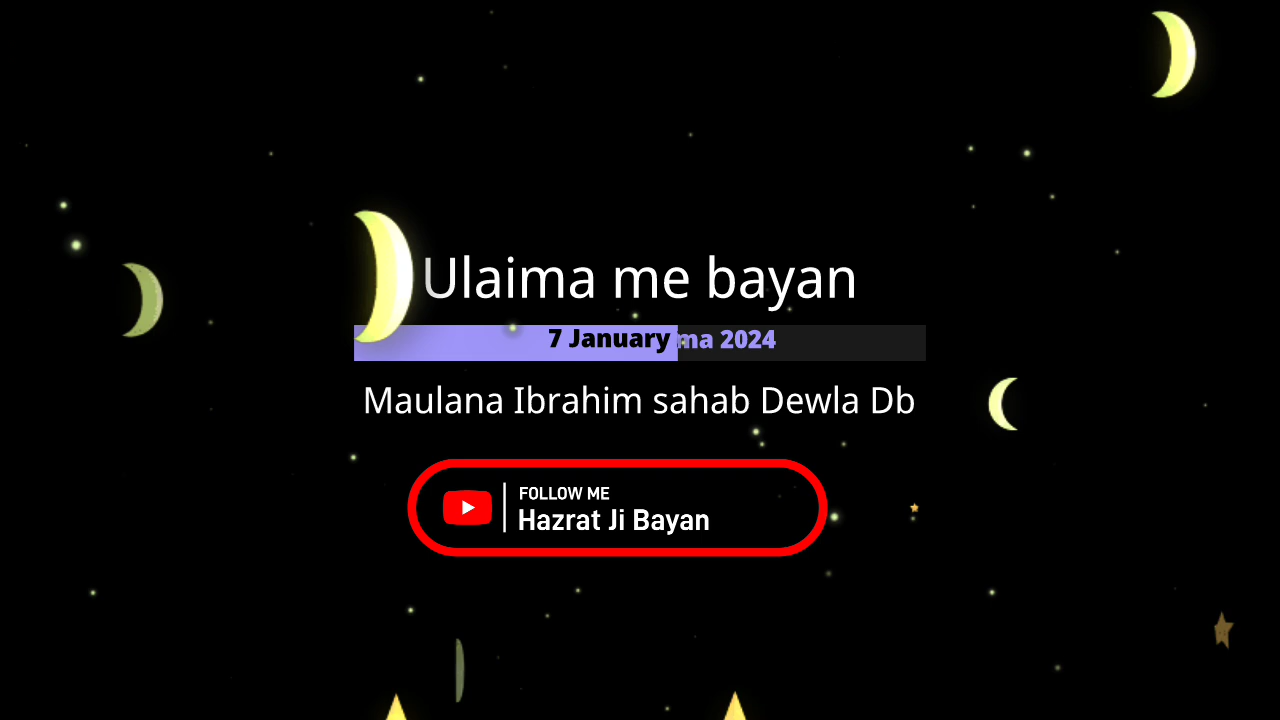 Ulaima me bayan
7 January ma 2024
Maulana Ibrahim sahab Dewla Db
FOLLOW ME
Hazrat Ji Bayan